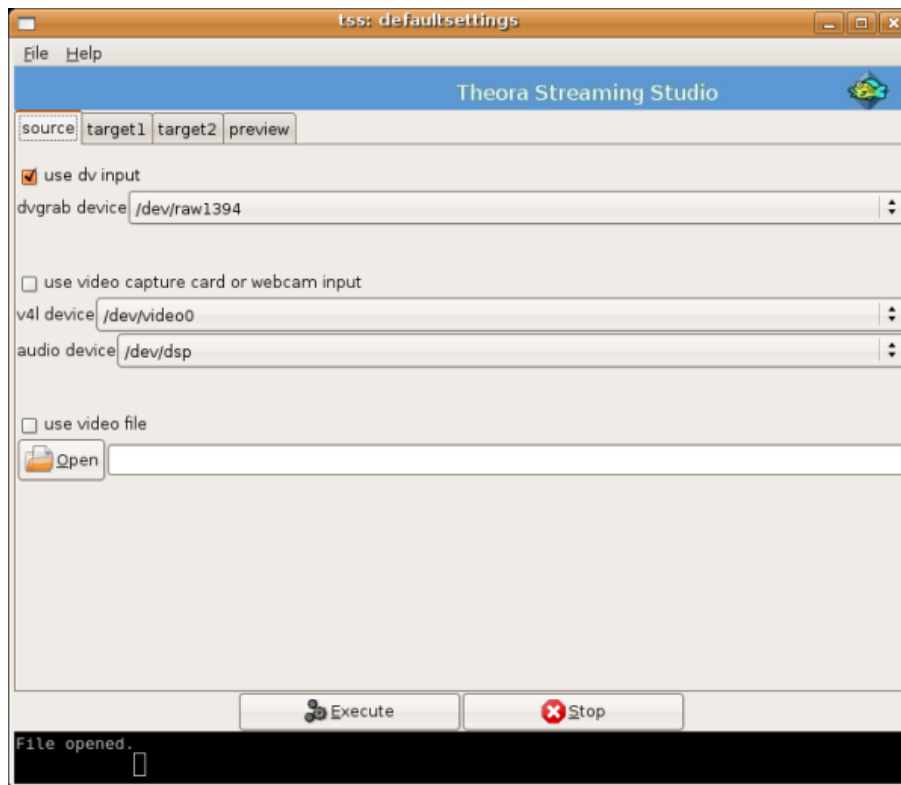 tss: defaultsettings
File Help
Theora Streaming Studio
source target1 target2 preview
use dv input
dvgrab device /dev/raw1394
use video capture card or webcam input
v4l device /dev/video0
audio device /dev/dsp
use video file
Open
Execute Stop
File opened.